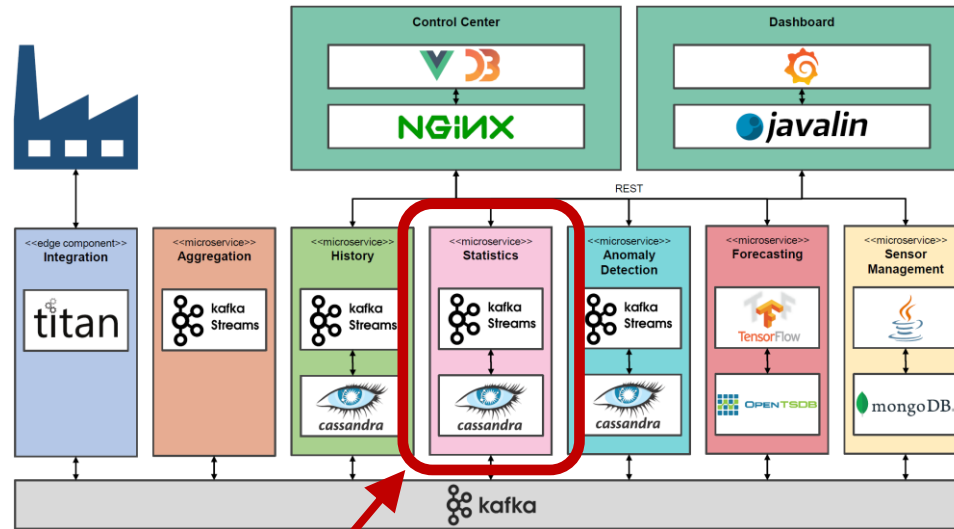 Control Center
Dashboard
NGiNX
javalin
REST
<<edge component>>
Integration
titan
<<microservice>>
Aggregation
kafka
Streams
<<microservice>>
History
kafka
Streams
cassandra
<<microservice>>
Statistics
kafka
Streams
cassandra
<<microservice>>
Anomaly
Detection
kafka
Streams
cassandra
<<microservice>>
Forecasting
TensorFlow
OPENTSDB
<<microservice>>
Sensor
Management
mongoDB.
kafka